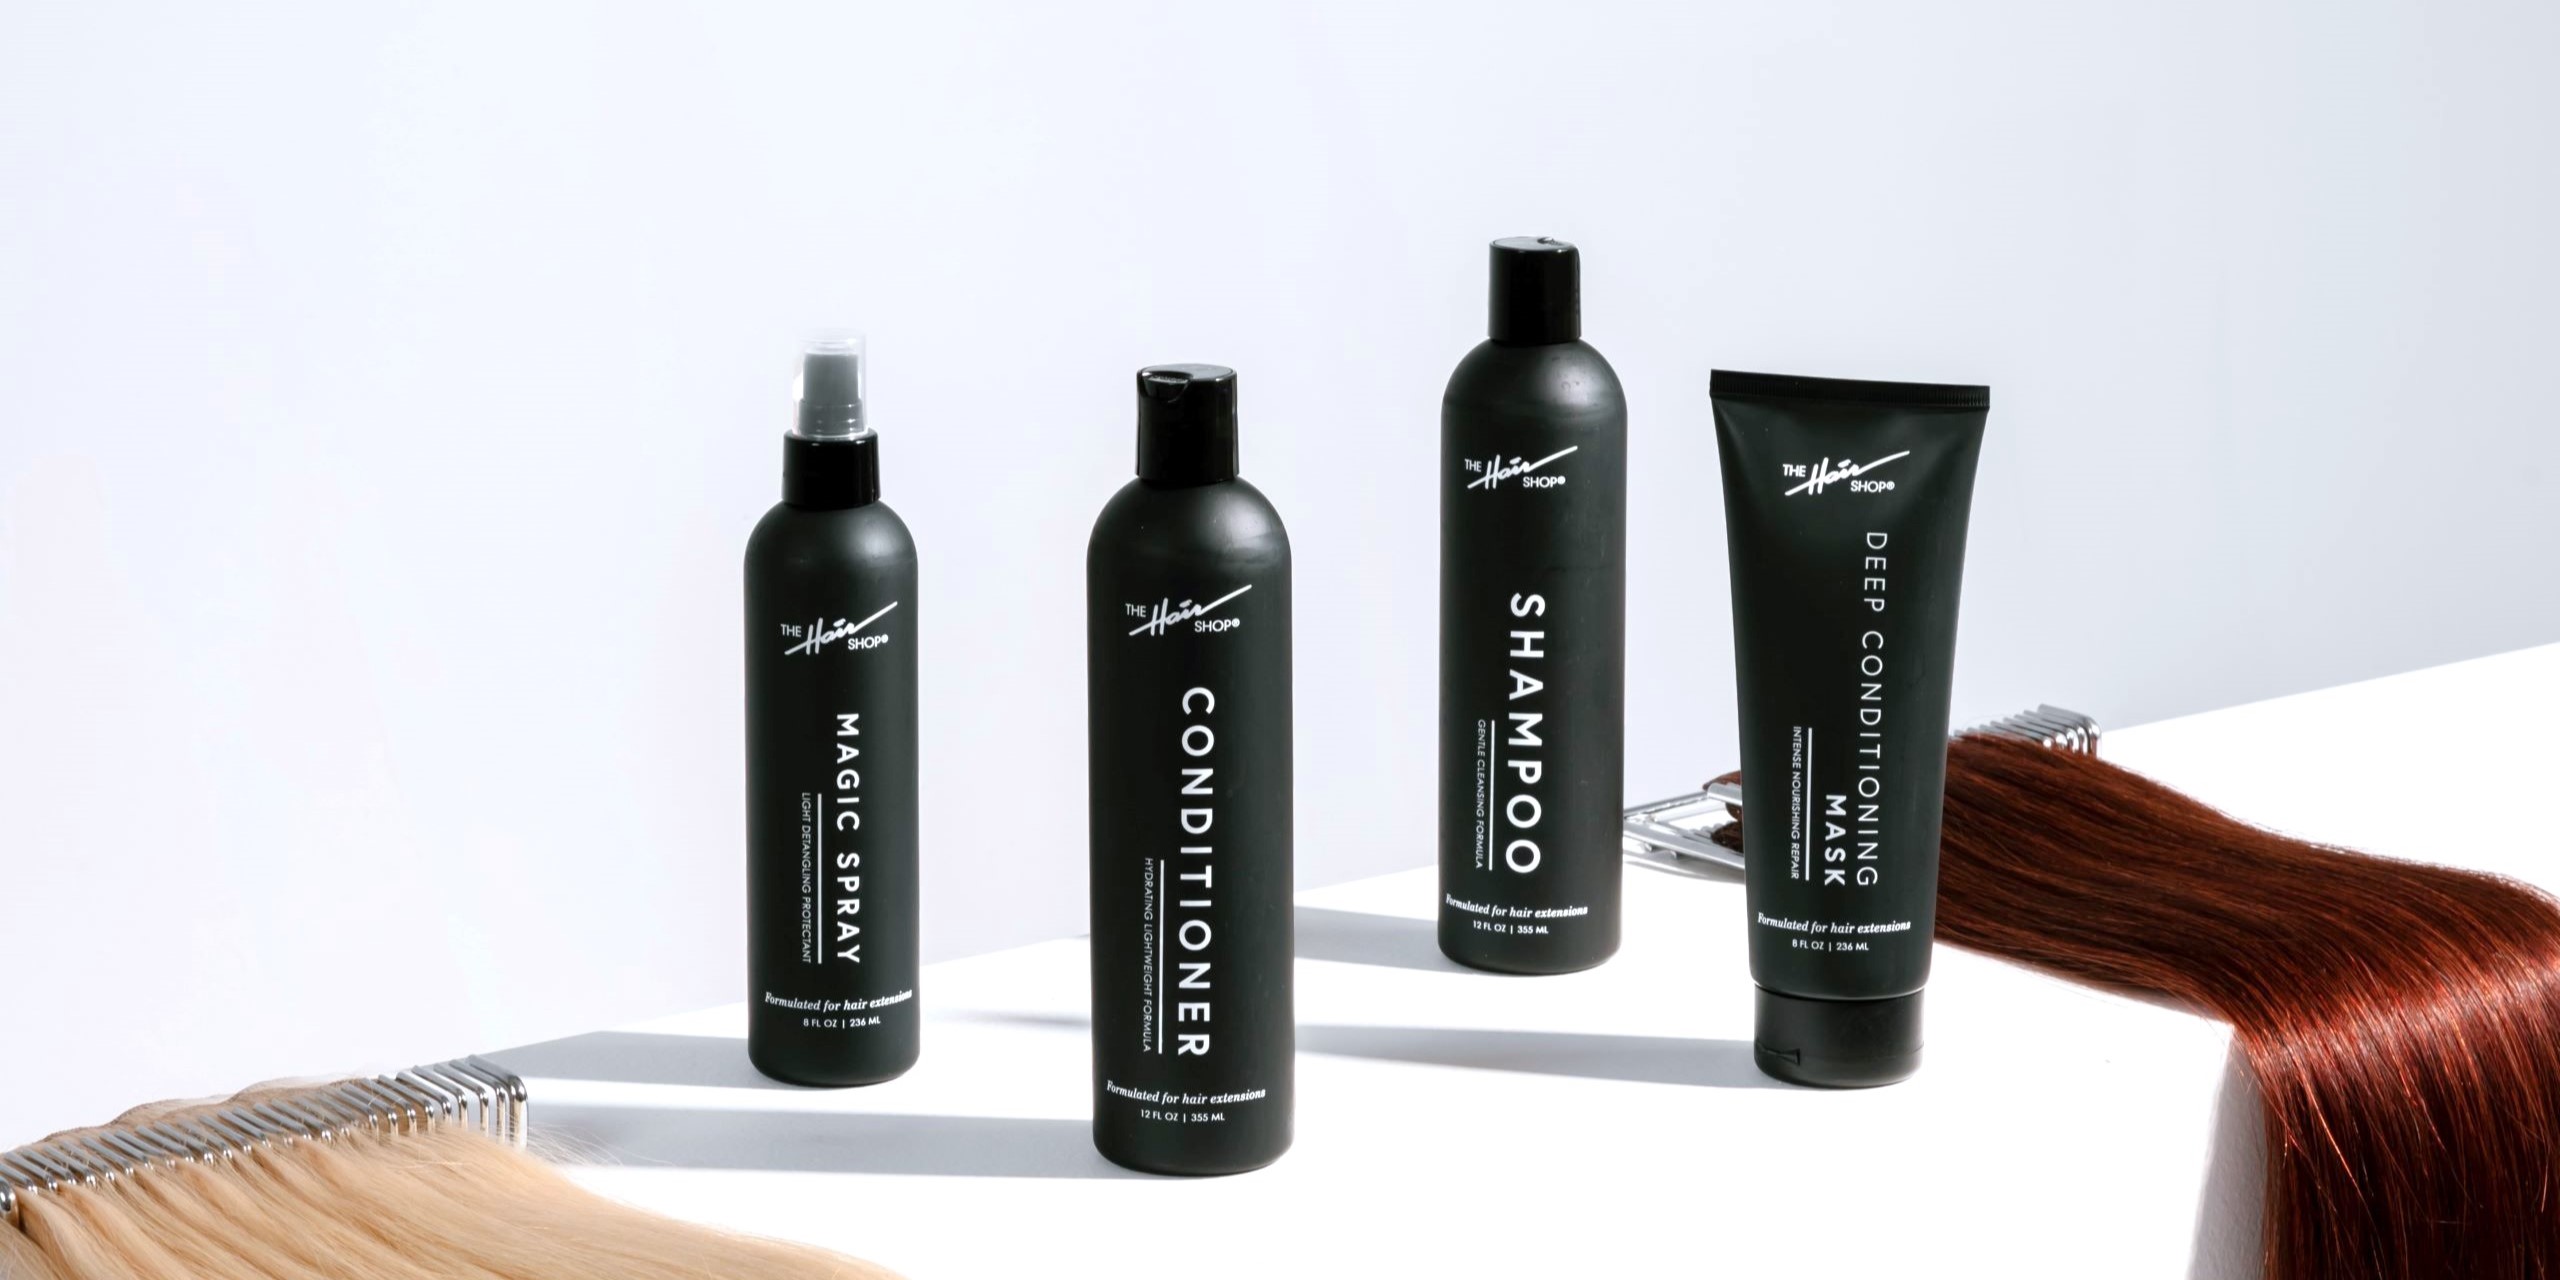 THE Hair SHOP®
MAGIC SPRAY
LIGHT DETANGLING PROTECTANT
Formulated for hair extensions
8 FL OZ | 236 ML
THE Hair SHOP®
CONDITIONER
HYDRATING LIGHTWEIGHT FORMULA
Formulated for hair extensions
12 FL OZ | 355 ML
THE Hair SHOP®
SHAMPOO
GENTLE CLEANSING FORMULA
Formulated for hair extensions
12 FL OZ | 355 ML
THE Hair SHOP®
DEEP CONDITIONING
MASK
INTENSE NOURISHING REPAIR
Formulated for hair extensions
8 FL OZ | 236 ML